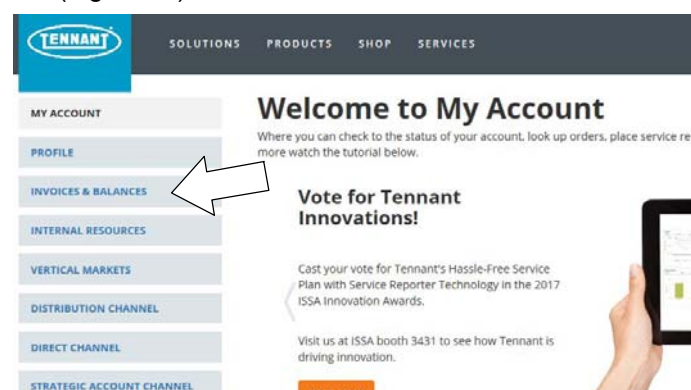 TENNANT
SOLUTIONS PRODUCTS SHOP SERVICES
MY ACCOUNT
PROFILE
INVOICES & BALANCES
INTERNAL RESOURCES
VERTICAL MARKETS
DISTRIBUTION CHANNEL
DIRECT CHANNEL
STRATEGIC ACCOUNT CHANNEL
Welcome to My Account
Where you can check to the status of your account, look up orders, place service re
more watch the tutorial below.
Vote for Tennant
Innovations!
Cast your vote for Tennant's Hassle-Free Service
Plan with Service Reporter Technology in the 2017
ISSA Innovation Awards.
Visit us at ISSA booth 3431 to see how Tennant is
driving innovation.